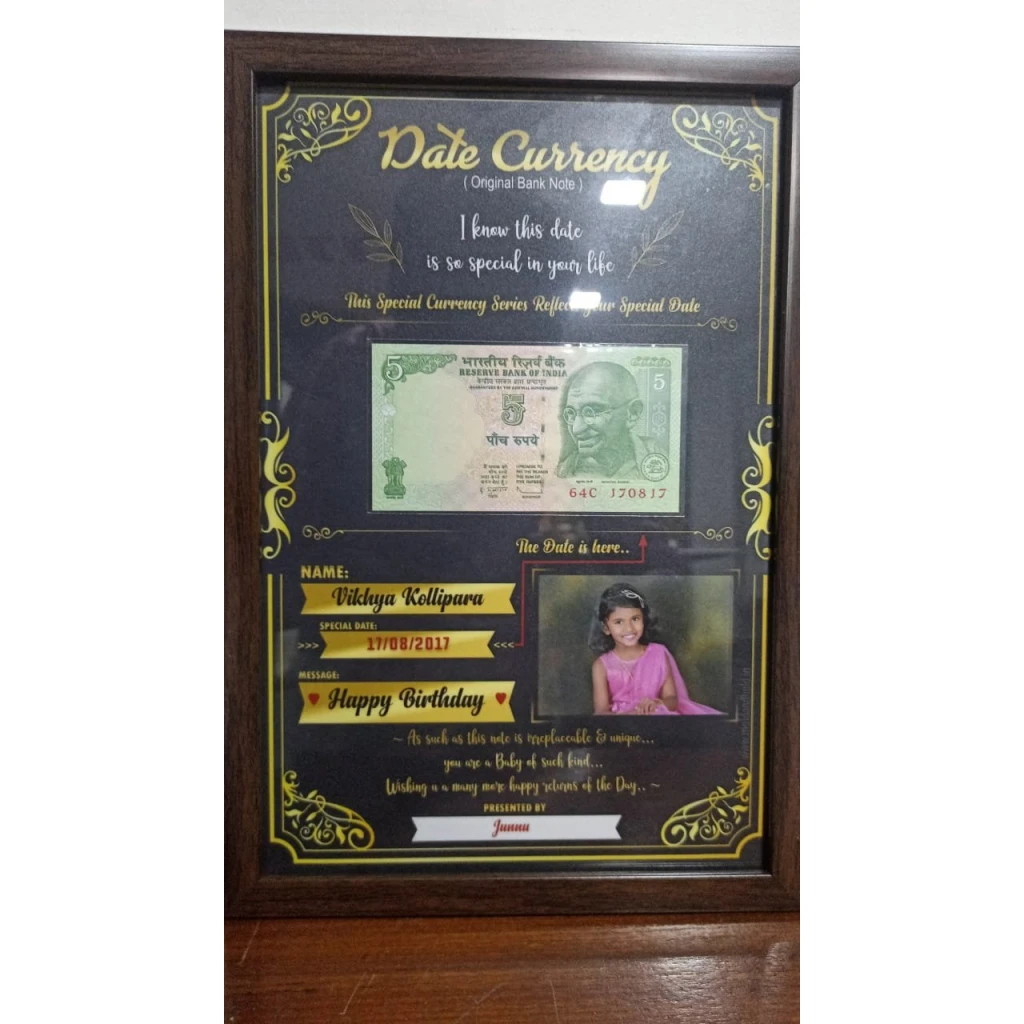 Date Currency
( Original Bank Note )
I know this date
is so special in your life
This Special Currency Series Reflect your Special Date
5
भारतीय रिज़र्व बैंक
RESERVE BANK OF INDIA
5
5
पाँच रुपये
64C 170817
The Date is here..
NAME:
Vikhya Kollipara
SPECIAL DATE:
>>> 17/08/2017 <<<
MESSAGE:
Happy Birthday
~ As such as this note is irreplaceable & unique...
you are a Baby of such kind...
Wishing u a many more happy returns of the Day.. ~
PRESENTED BY
Junnu